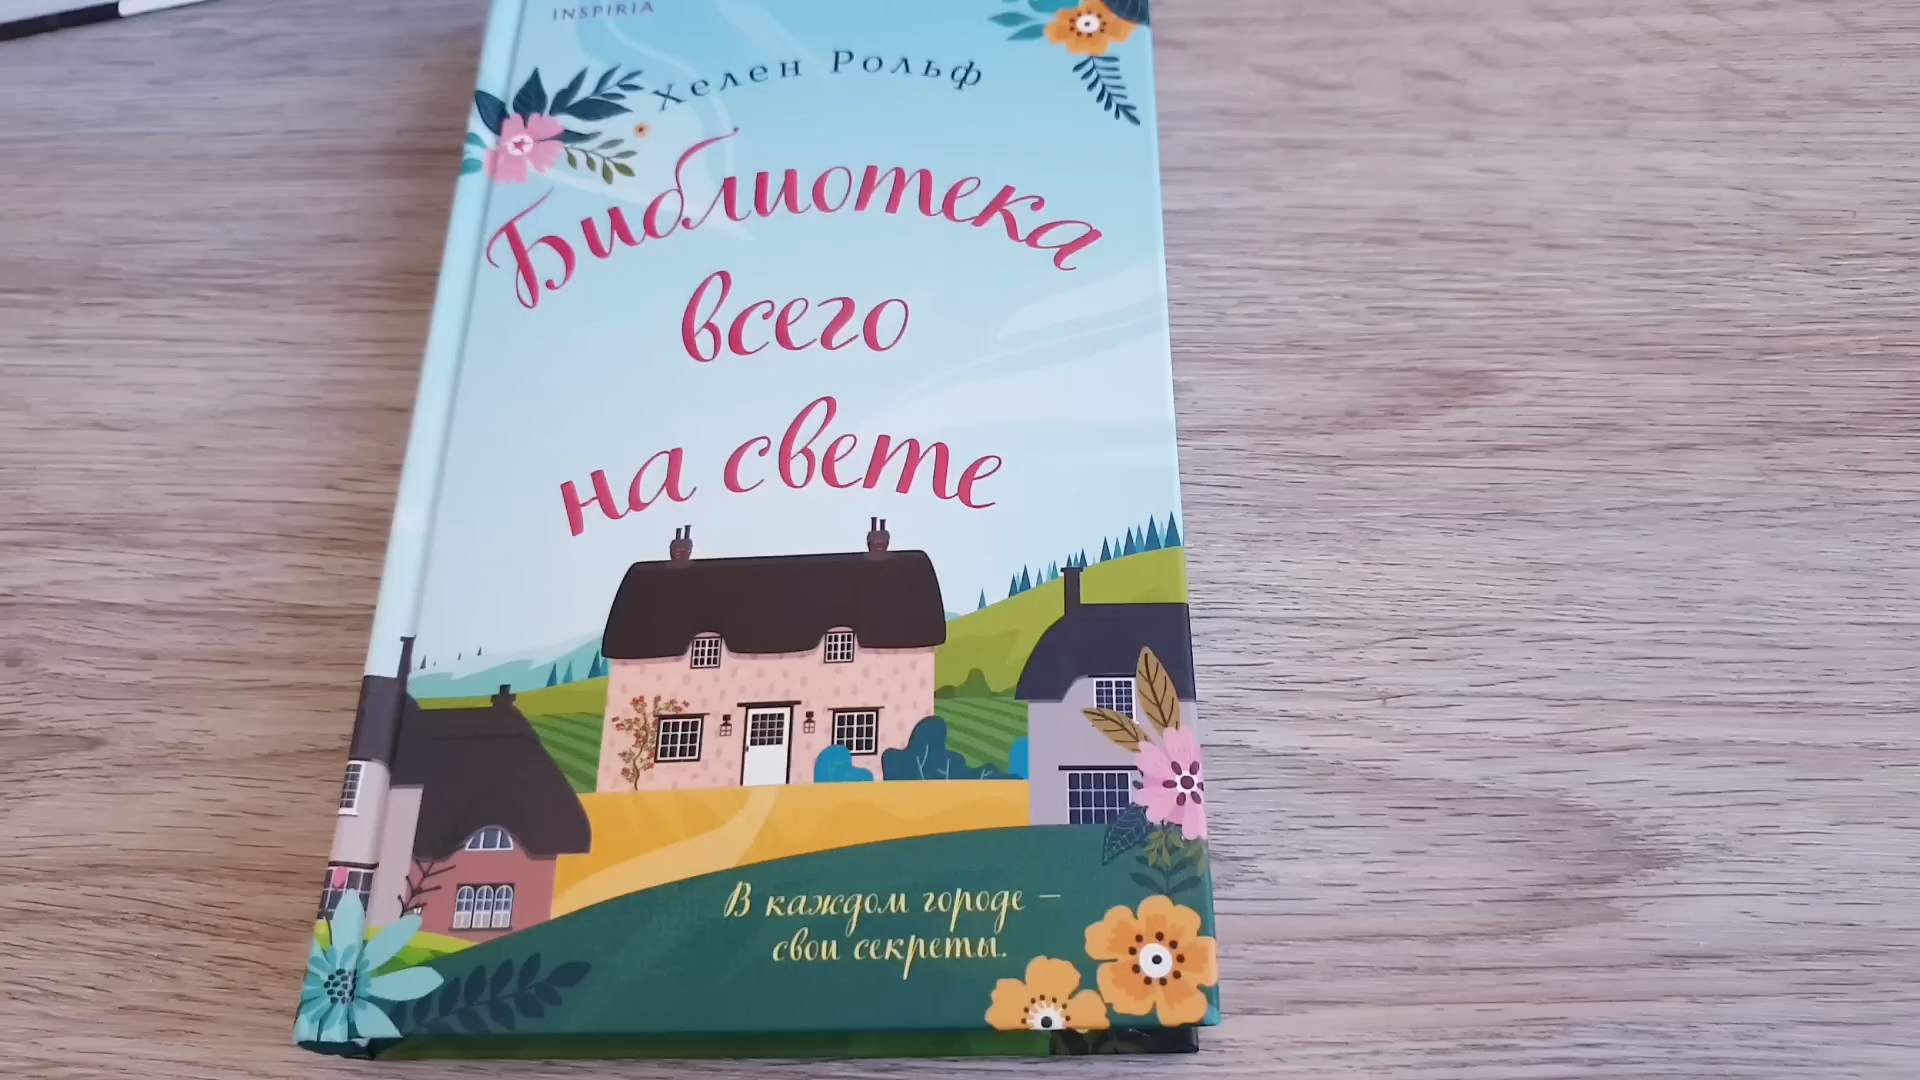 INSPIRIA
Хелен Рольф
Библиотека
всего
на свете
В каждом городе –
свои секреты.